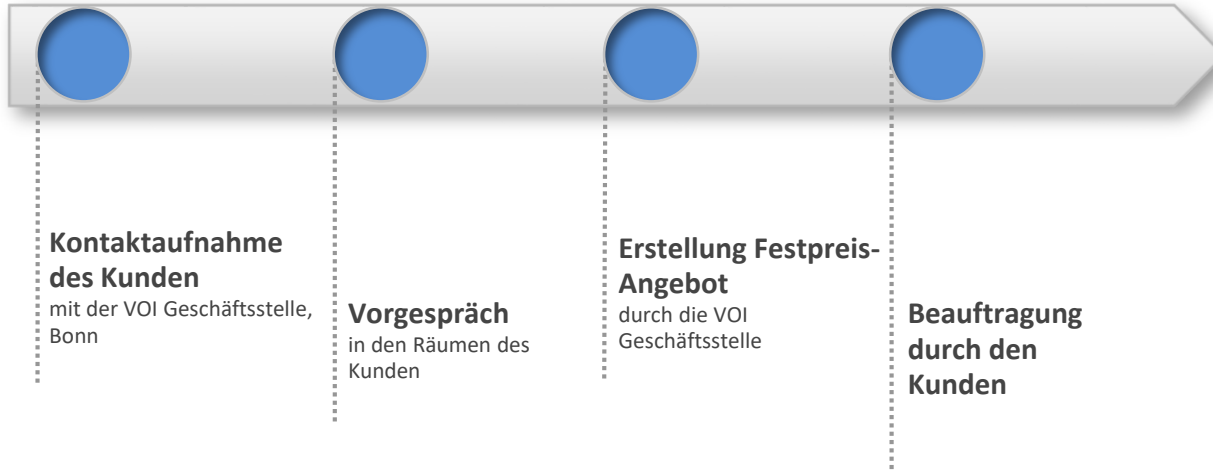 Kontaktaufnahme
des Kunden
mit der VOI Geschäftsstelle,
Bonn
Vorgespräch
in den Räumen des
Kunden
Erstellung Festpreis-
Angebot
durch die VOI
Geschäftsstelle
Beauftragung
durch den
Kunden